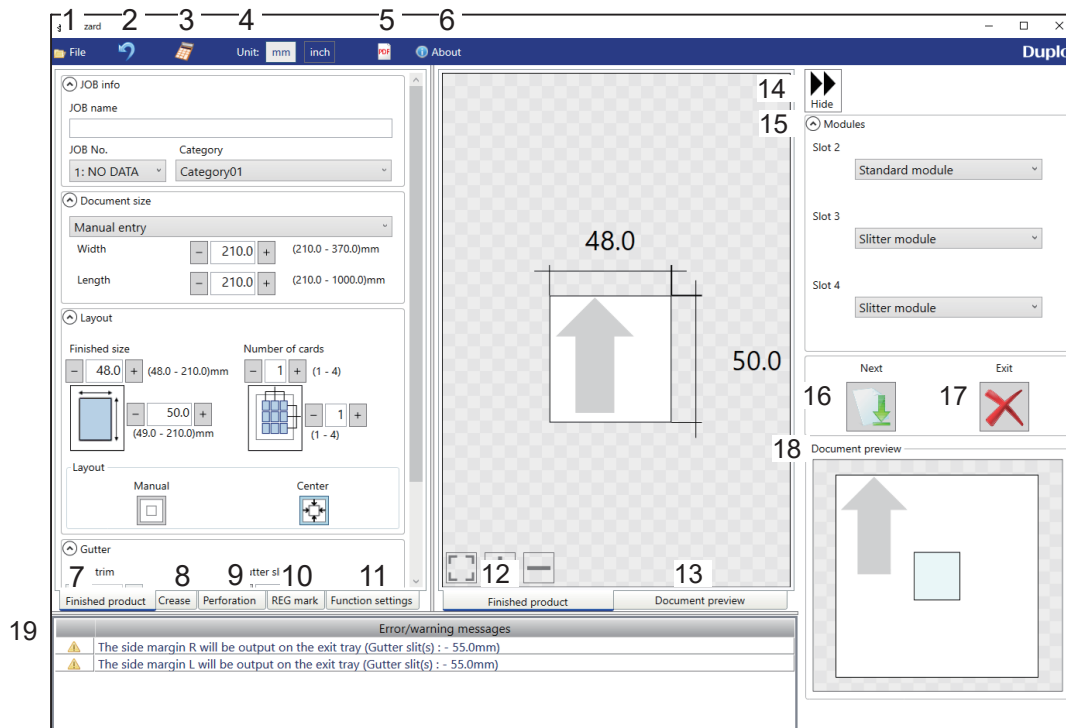 1 2 3 4 5 6
zard
File Unit: mm inch PDF About Duplo
JOB info
JOB name
JOB No. Category
1: NO DATA Category01
Document size
Manual entry
Width − 210.0 + (210.0 - 370.0)mm
Length − 210.0 + (210.0 - 1000.0)mm
Layout
Finished size Number of cards
− 48.0 + (48.0 - 210.0)mm − 1 + (1 - 4)
− 50.0 + − 1 +
(49.0 - 210.0)mm (1 - 4)
Layout
Manual Center
Gutter
7 trim 8 9 10 11
Finished product Crease Perforation REG mark Function settings
48.0
50.0
12 13
Finished product Document preview
14
Hide
15 Modules
Slot 2
Standard module
Slot 3
Slitter module
Slot 4
Slitter module
Next Exit
16 17
18 Document preview
19 Error/warning messages
The side margin R will be output on the exit tray (Gutter slit(s) : - 55.0mm)
The side margin L will be output on the exit tray (Gutter slit(s) : - 55.0mm)